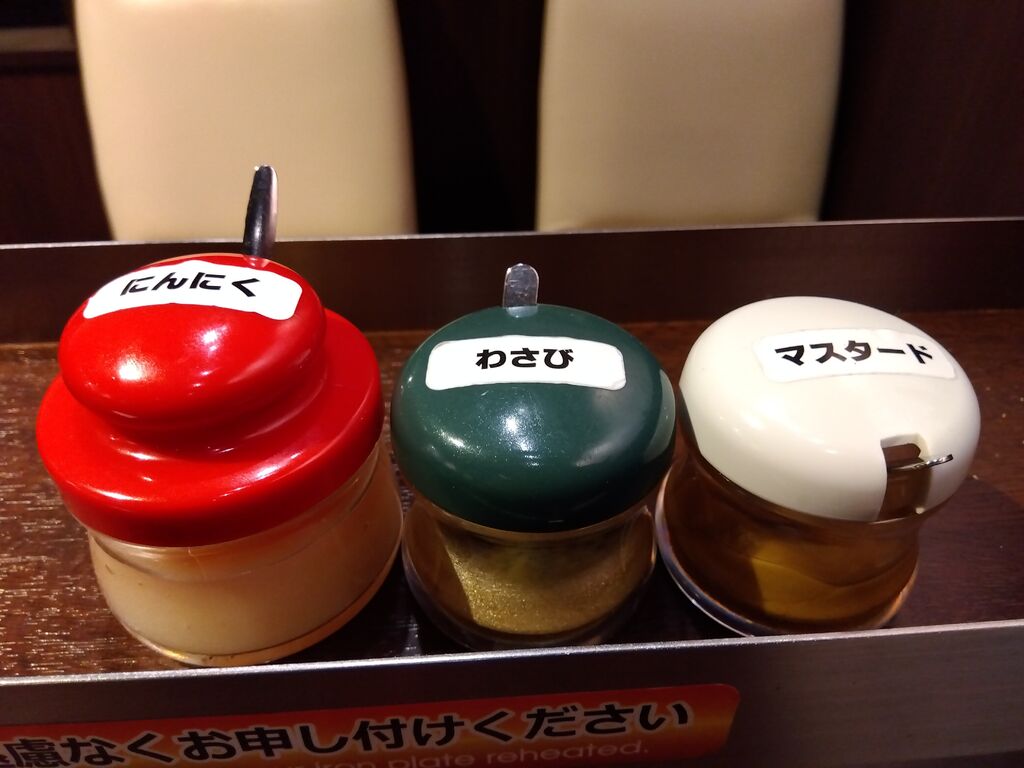 にんにく
わさび
マスタード
慮なくお申し付けください
iron plate reheated.